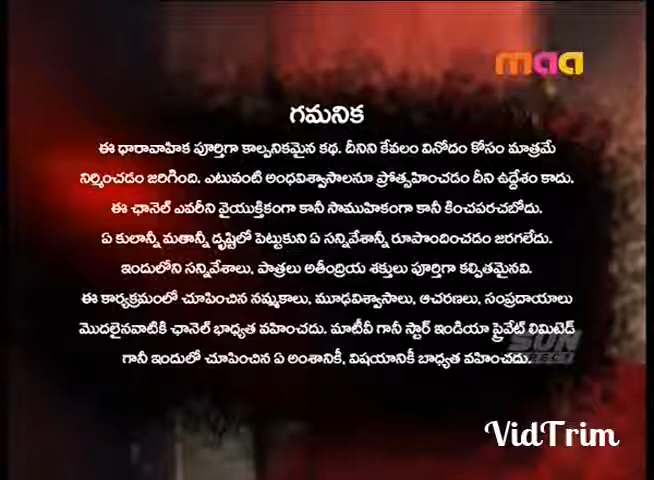 maa
గమనిక
ఈ ధారావాహిక పూర్తిగా కాల్పనికమైన కథ. దీనిని కేవలం వినోదం కోసం మాత్రమే
నిర్మించడం జరిగింది. ఎటువంటి అంధవిశ్వాసాలనూ ప్రోత్సహించడం దీని ఉద్దేశం కాదు.
ఈ ఛానెల్ ఎవరినీ వైయుక్తికంగా కానీ సాముహికంగా కానీ కించపరచబోదు.
ఏ కులాన్నీ మతాన్నీ దృష్టిలో పెట్టుకుని ఏ సన్నివేశాన్నీ రూపొందించడం జరగలేదు.
ఇందులోని సన్నివేశాలు, పాత్రలు అతీంద్రియ శక్తులు పూర్తిగా కల్పితమైనవి.
ఈ కార్యక్రమంలో చూపించిన నమ్మకాలు, మూఢవిశ్వాసాలు, ఆచరణలు, సంప్రదాయాలు
మొదలైనవాటికి ఛానెల్ భాధ్యత వహించదు. మాటీవీ గానీ స్టార్ ఇండియా ప్రైవేట్ లిమిటెడ్
గానీ ఇందులో చూపించిన ఏ అంశానికీ, విషయానికీ బాధ్యత వహించదు.
SUN
DIRECT
VidTrim